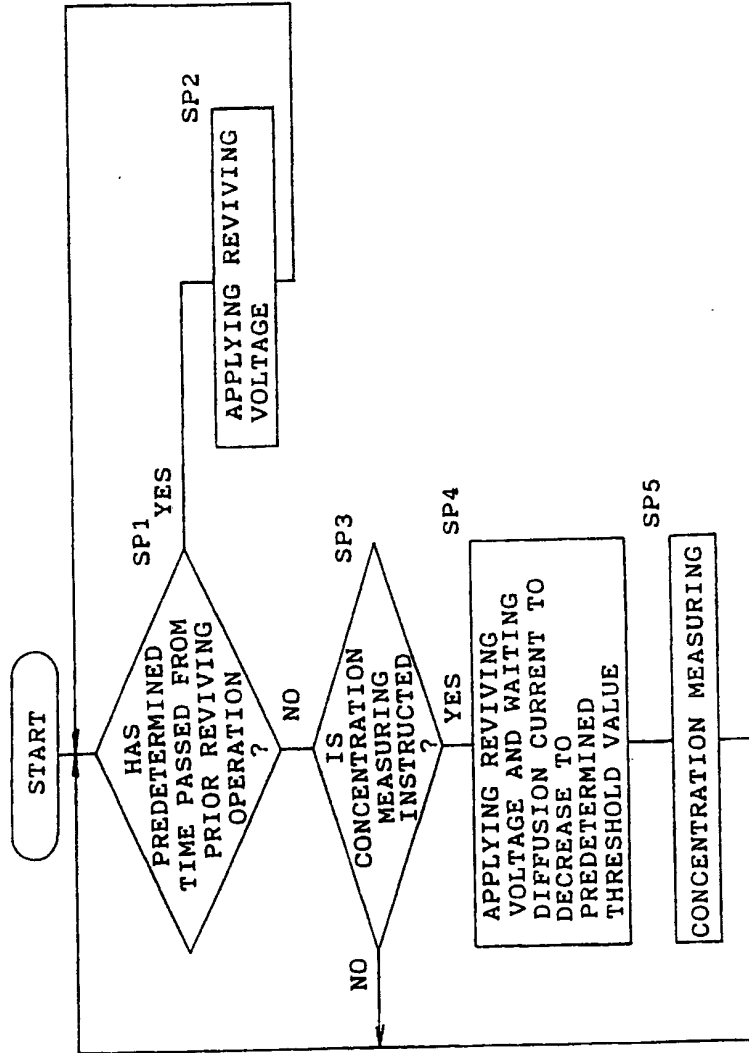 START
SP1
HAS
PREDETERMINED
TIME PASSED FROM
PRIOR REVIVING
OPERATION
?
YES
SP2
APPLYING REVIVING
VOLTAGE
NO
SP3
IS
CONCENTRATION
MEASURING
INSTRUCTED
?
NO
YES
SP4
APPLYING REVIVING
VOLTAGE AND WAITING
DIFFUSION CURRENT TO
DECREASE TO
PREDETERMINED
THRESHOLD VALUE
SP5
CONCENTRATION MEASURING